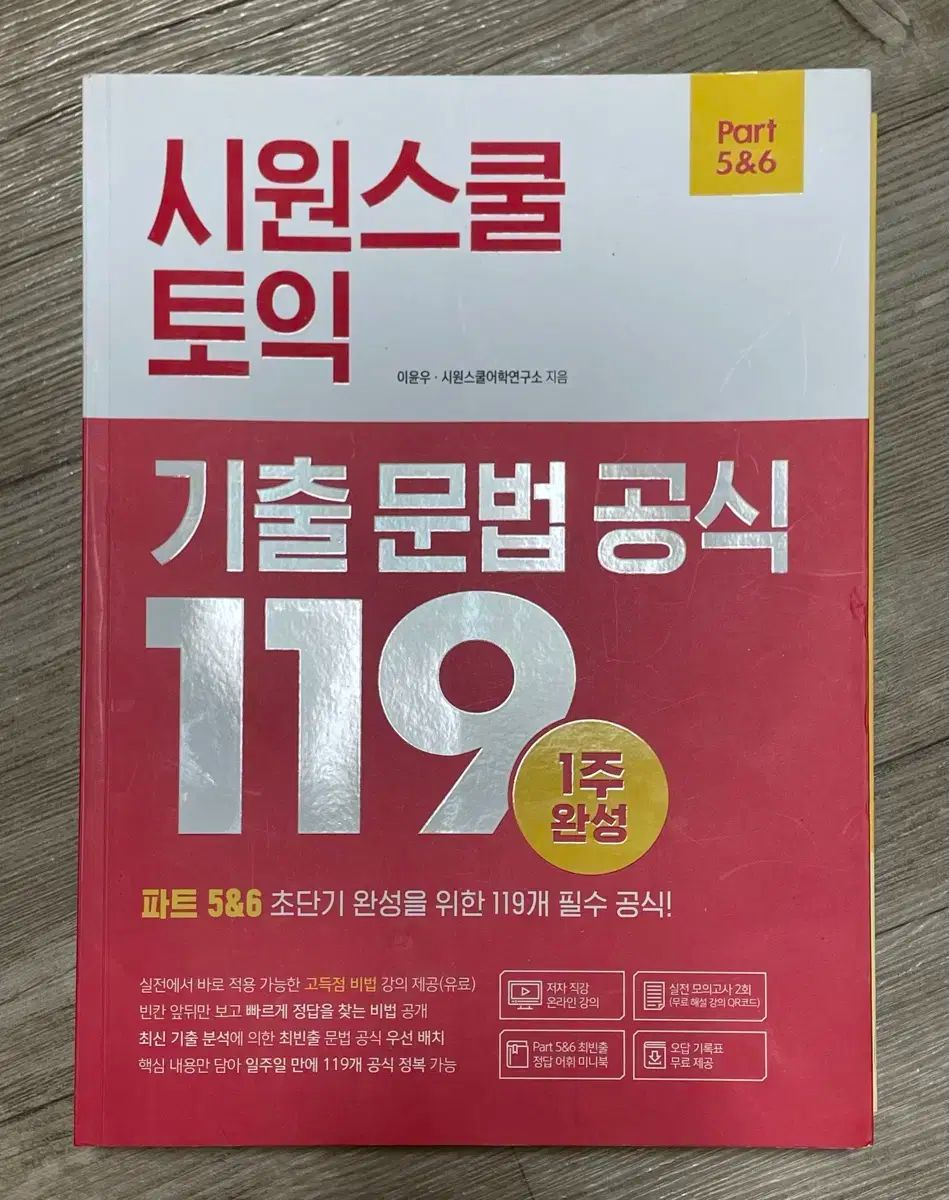 Part
5&6
시원스쿨
토익
이윤우 · 시원스쿨어학연구소 지음
기출 문법 공식
119
1주
완성
파트 5&6 초단기 완성을 위한 119개 필수 공식!
실전에서 바로 적용 가능한 고득점 비법 강의 제공(유료)
빈칸 앞뒤만 보고 빠르게 정답을 찾는 비법 공개
최신 기출 분석에 의한 최빈출 문법 공식 우선 배치
핵심 내용만 담아 일주일 만에 119개 공식 정복 가능
저자 직강
온라인 강의
실전 모의고사 2회
(무료 해설 강의 QR코드)
Part 5&6 최빈출
정답 어휘 미니북
오답 기록표
무료 제공